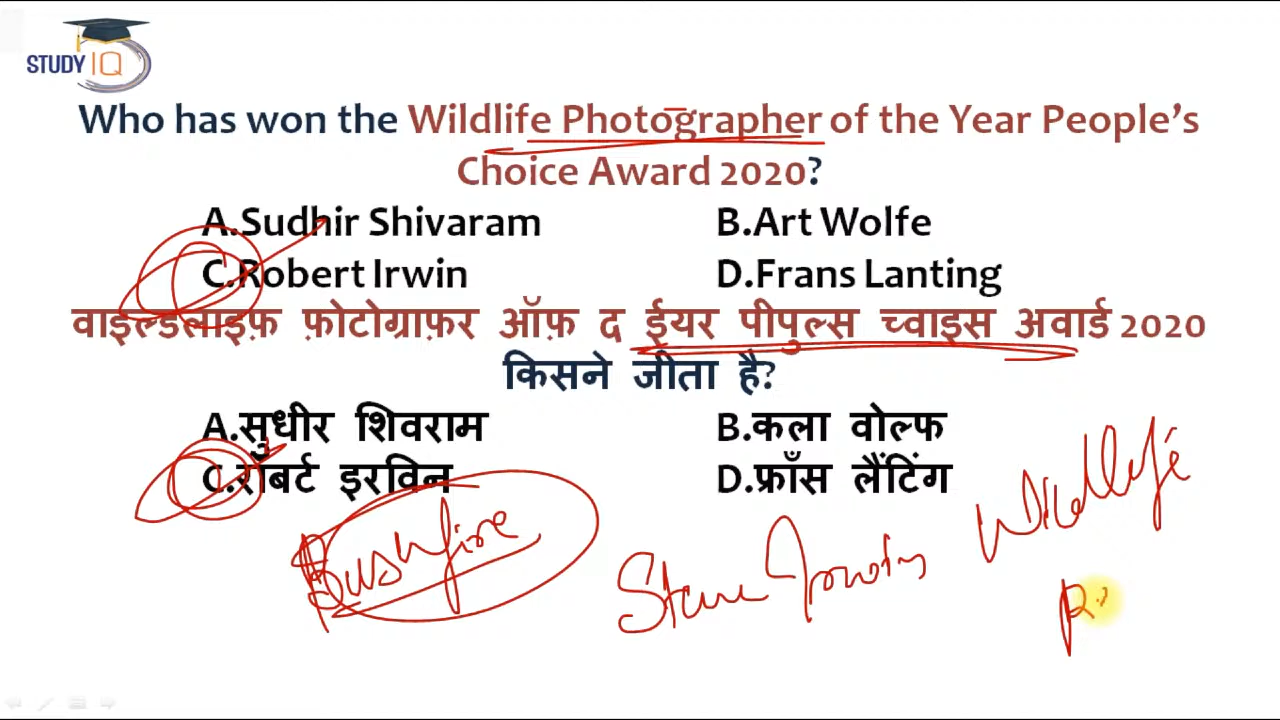 STUDY IQ
Who has won the Wildlife Photographer of the Year People's
Choice Award 2020?
A.Sudhir Shivaram B.Art Wolfe
C.Robert Irwin D.Frans Lanting
वाइल्डलाइफ़ फ़ोटोग्राफ़र ऑफ़ द ईयर पीपुल्स च्वाइस अवार्ड 2020
किसने जीता है?
A.सुधीर शिवराम B.कला वोल्फ
C.रॉबर्ट इरविन D.फ्राँस लैंटिंग
Bushfire Wildlife